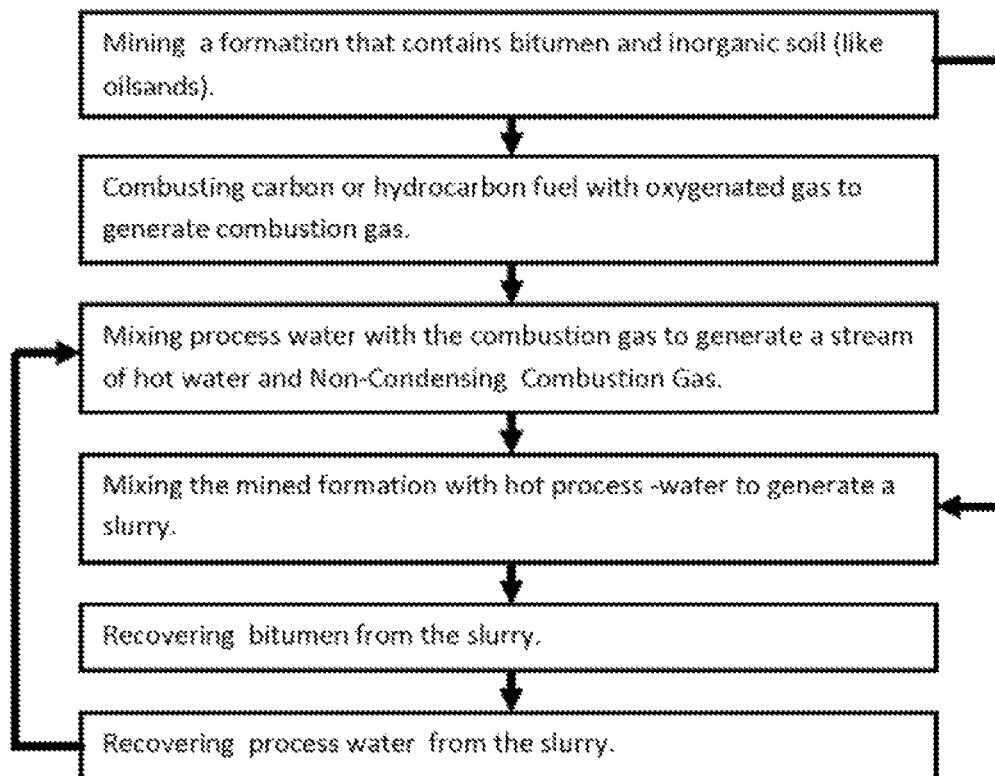 Mining a formation that contains bitumen and inorganic soil (like
oilsands).
Combusting carbon or hydrocarbon fuel with oxygenated gas to
generate combustion gas.
Mixing process water with the combustion gas to generate a stream
of hot water and Non-Condensing Combustion Gas.
Mixing the mined formation with hot process -water to generate a
slurry.
Recovering bitumen from the slurry.
Recovering process water from the slurry.